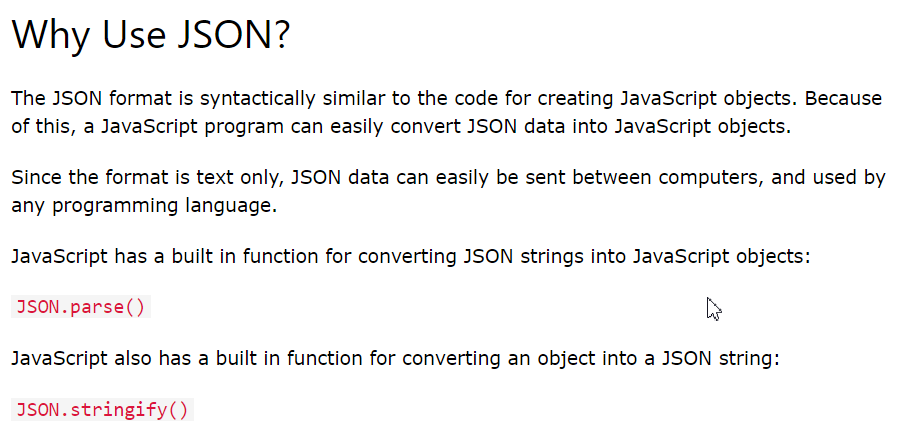 Why Use JSON?
The JSON format is syntactically similar to the code for creating JavaScript objects. Because
of this, a JavaScript program can easily convert JSON data into JavaScript objects.
Since the format is text only, JSON data can easily be sent between computers, and used by
any programming language.
JavaScript has a built in function for converting JSON strings into JavaScript objects:
JSON.parse()
JavaScript also has a built in function for converting an object into a JSON string:
JSON.stringify()